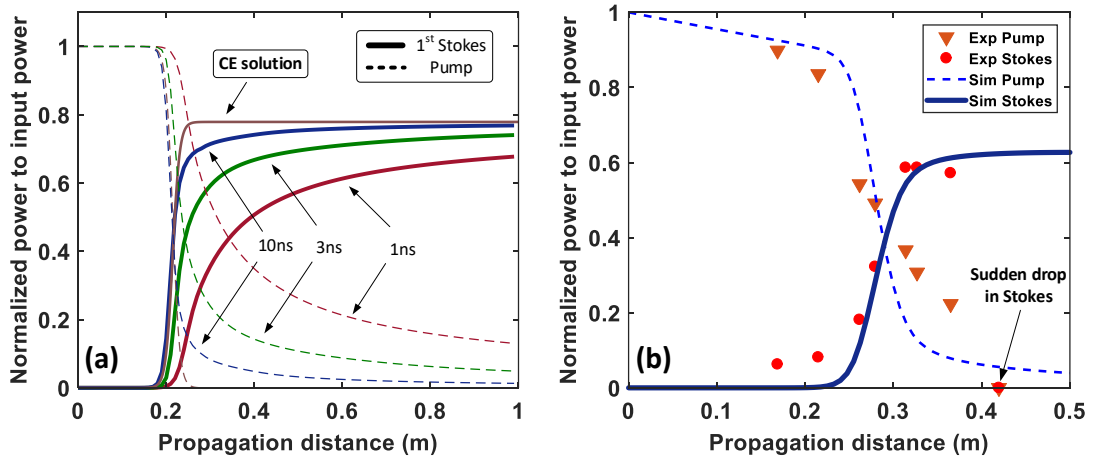 Normalized power to input power
1
0.8
0.6
0.4
0.2
0
0
0.2
0.4
0.6
0.8
1
Propagation distance (m)
CE solution
1st Stokes
Pump
10ns
3ns
1ns
(a)
Normalized power to input power
1
0.8
0.6
0.4
0.2
0
0
0.1
0.2
0.3
0.4
0.5
Propagation distance (m)
Exp Pump
Exp Stokes
Sim Pump
Sim Stokes
Sudden drop
in Stokes
(b)